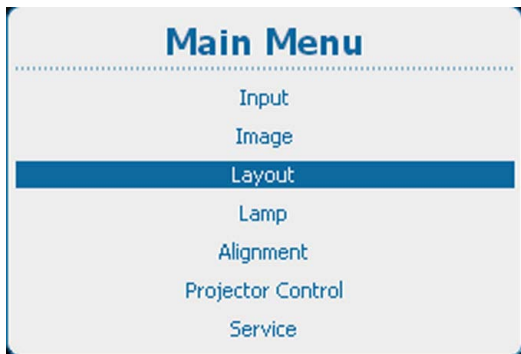 Main Menu
Input
Image
Layout
Lamp
Alignment
Projector Control
Service